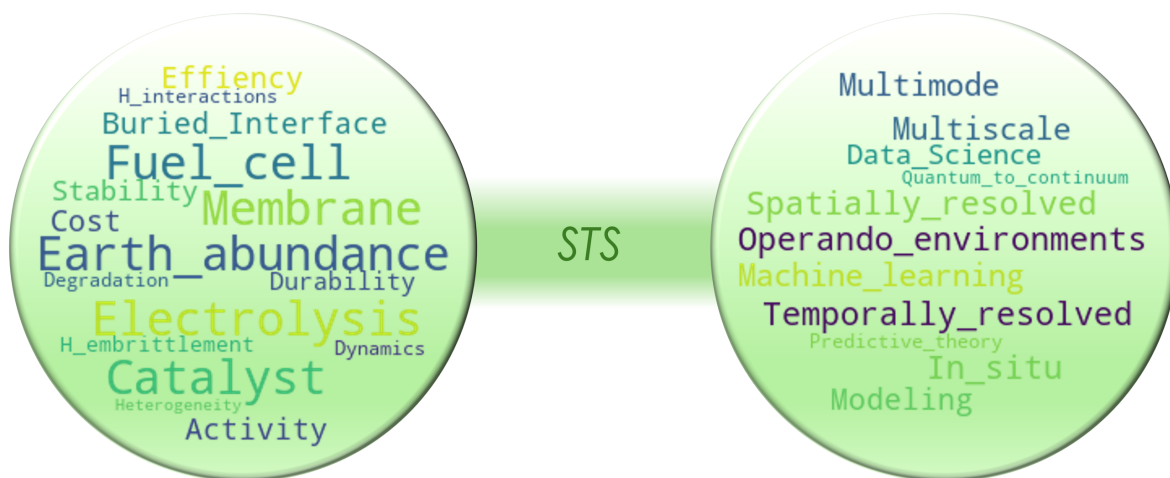 Effiency
H_interactions
Buried_Interface
Fuel_cell
Stability
Membrane
Cost
Earth_abundance
Degradation
Durability
Electrolysis
H_embrittlement
Dynamics
Catalyst
Heterogeneity
Activity
STS
Multimode
Multiscale
Data_Science
Quantum_to_continuum
Spatially_resolved
Operando_environments
Machine_learning
Temporally_resolved
Predictive_theory
In_situ
Modeling